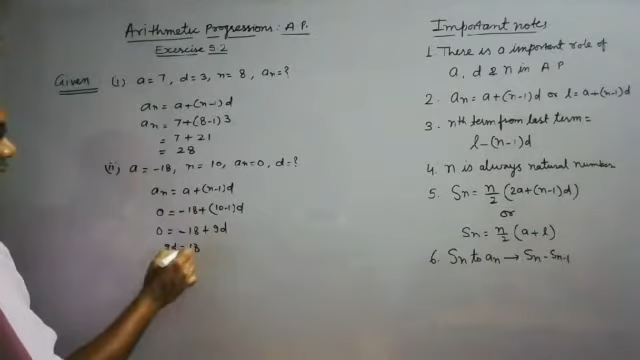 Arithmetic Progressions: A.P.
Exercise 5.2
Given (i) a = 7, d = 3, n = 8, an = ?
an = a + (n-1)d
an = 7 + (8-1) 3
= 7 + 21
= 28
(ii) a = -18, n = 10, an = 0, d = ?
an = a + (n-1)d
0 = -18 + (10-1)d
0 = -18 + 9d
9d = 18
Important notes
1. There is a important role of
a, d & n in A P
2. an = a + (n-1)d or l = a + (n-1)d
3. nth term from last term =
l - (n-1)d
4. n is always natural number
5. Sn = n/2 (2a + (n-1)d)
or
Sn = n/2 (a + l)
6. Sn to an → Sn - Sn-1